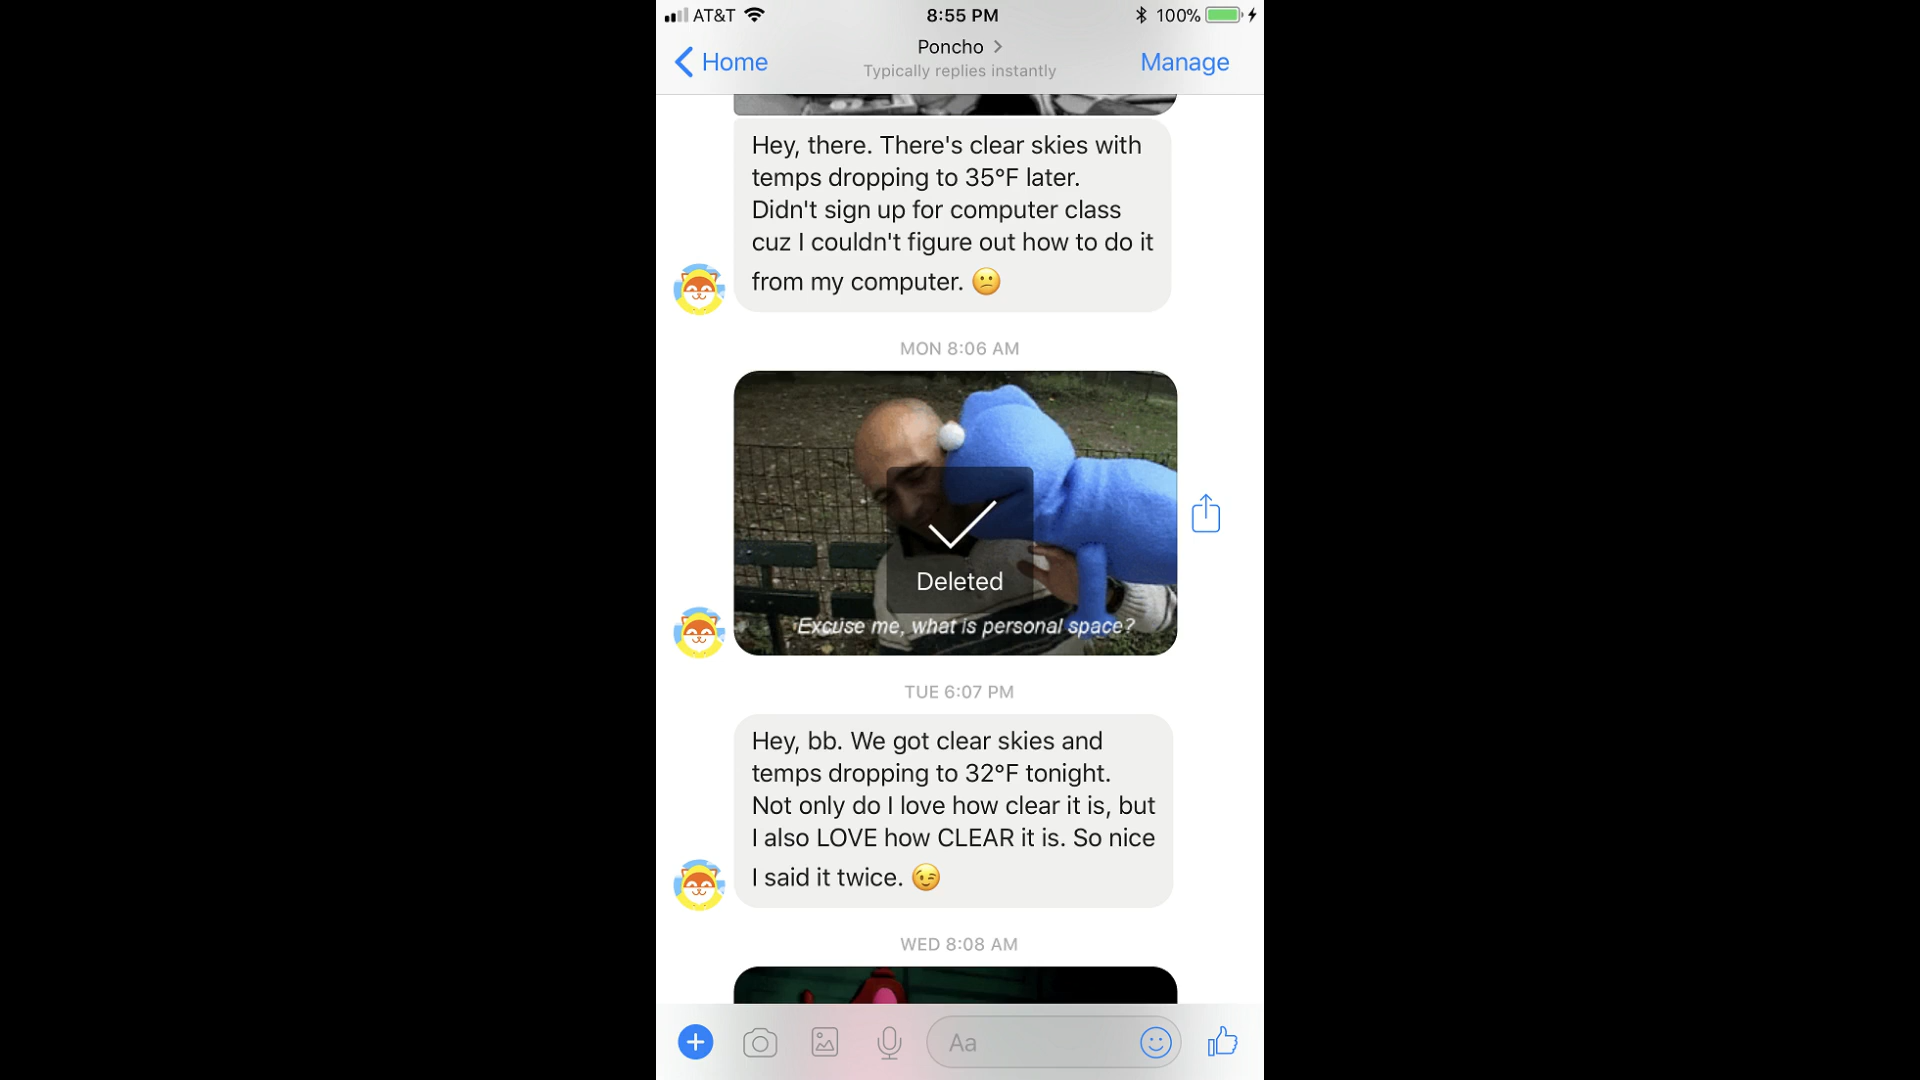 AT&T
8:55 PM
100%
Home
Poncho
Typically replies instantly
Manage
Hey, there. There's clear skies with
temps dropping to 35°F later.
Didn't sign up for computer class
cuz I couldn't figure out how to do it
from my computer. 😕
MON 8:06 AM
Deleted
Excuse me, what is personal space?
TUE 6:07 PM
Hey, bb. We got clear skies and
temps dropping to 32°F tonight.
Not only do I love how clear it is, but
I also LOVE how CLEAR it is. So nice
I said it twice. 😉
WED 8:08 AM
Aa